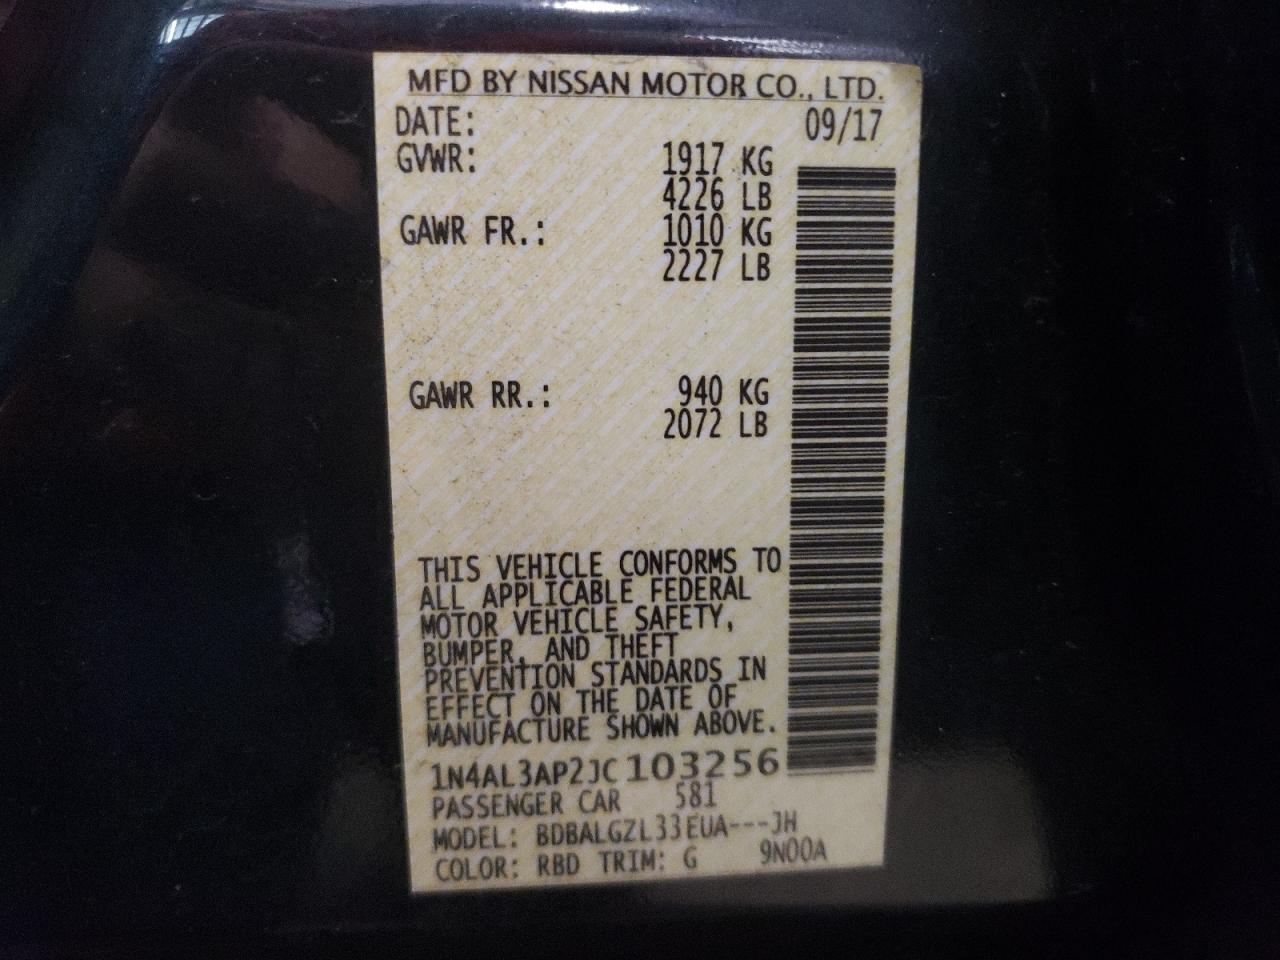 MFD BY NISSAN MOTOR CO., LTD.
DATE: 09/17
GVWR: 1917 KG
4226 LB
GAWR FR.: 1010 KG
2227 LB
GAWR RR.: 940 KG
2072 LB
THIS VEHICLE CONFORMS TO
ALL APPLICABLE FEDERAL
MOTOR VEHICLE SAFETY,
BUMPER, AND THEFT
PREVENTION STANDARDS IN
EFFECT ON THE DATE OF
MANUFACTURE SHOWN ABOVE.
1N4AL3AP2JC103256
PASSENGER CAR 581
MODEL: BDBALGZL33EUA---JH
COLOR: RBD TRIM: G 9N00A